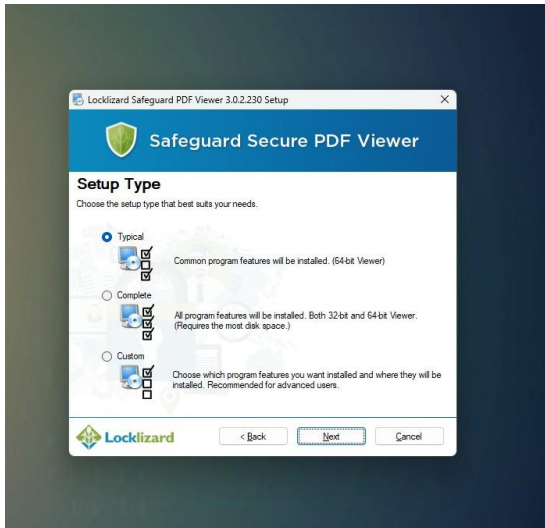 Locklizard Safeguard PDF Viewer 3.0.2.230 Setup
Safeguard Secure PDF Viewer
Setup Type
Choose the setup type that best suits your needs.
Typical
Common program features will be installed. (64-bit Viewer)
Complete
All program features will be installed. Both 32-bit and 64-bit Viewer.
(Requires the most disk space.)
Custom
Choose which program features you want installed and where they will be
installed. Recommended for advanced users.
Locklizard
< Back
Next
Cancel